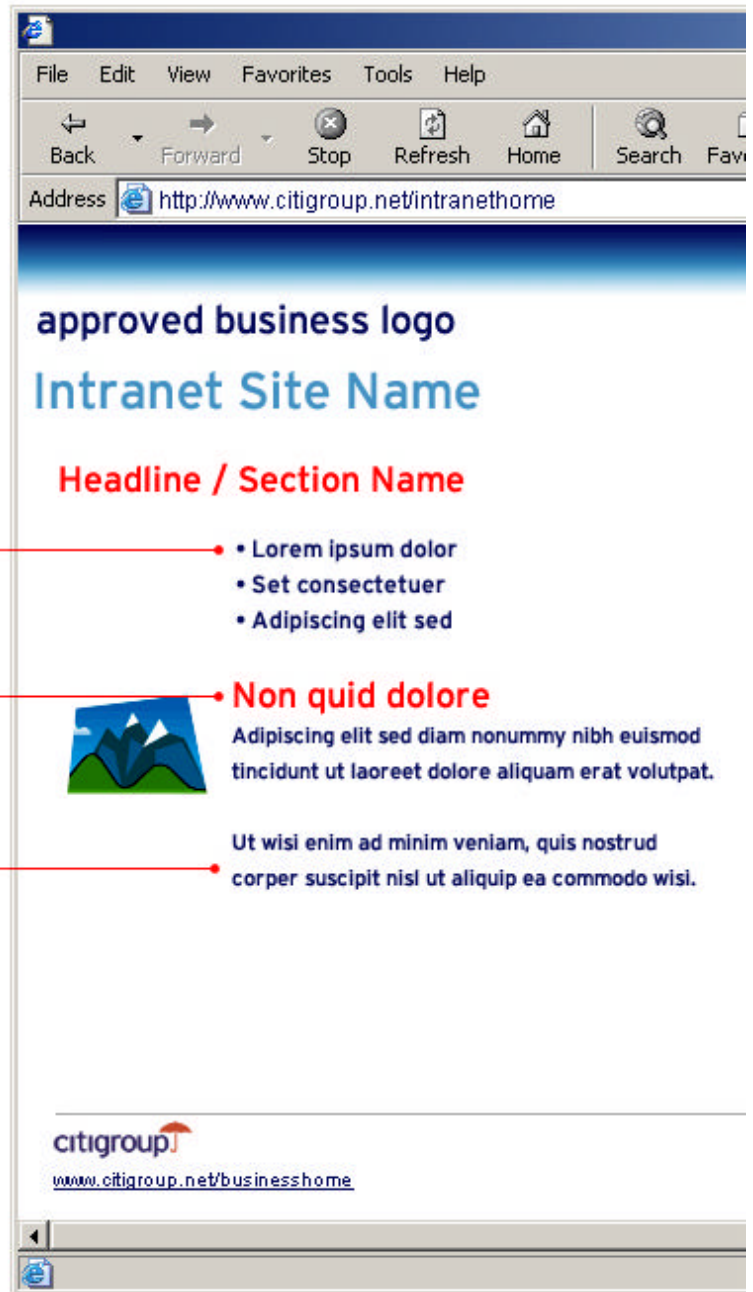 File Edit View Favorites Tools Help
Back Forward Stop Refresh Home Search
Address http://www.citigroup.net/intranethome
approved business logo
Intranet Site Name
Headline / Section Name
• Lorem ipsum dolor
• Set consectetuer
• Adipiscing elit sed
Non quid dolore
Adipiscing elit sed diam nonummy nibh euismod
tincidunt ut laoreet dolore aliquam erat volutpat.
Ut wisi enim ad minim veniam, quis nostrud
corper suscipit nisl ut aliquip ea commodo wisi.
citigroup
www.citigroup.net/businesshome